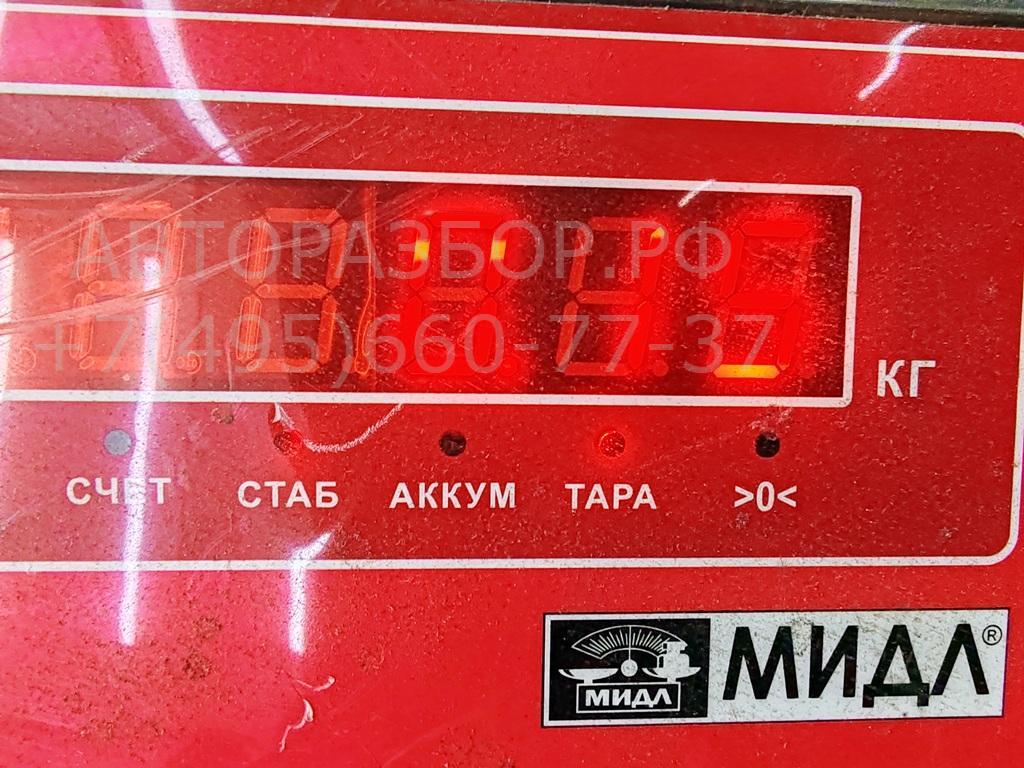 АВТОРАЗБОР.РФ
+7(495)660-77-37
КГ
СЧЕТ СТАБ АККУМ ТАРА >0<
МИДЛ МИДЛ®